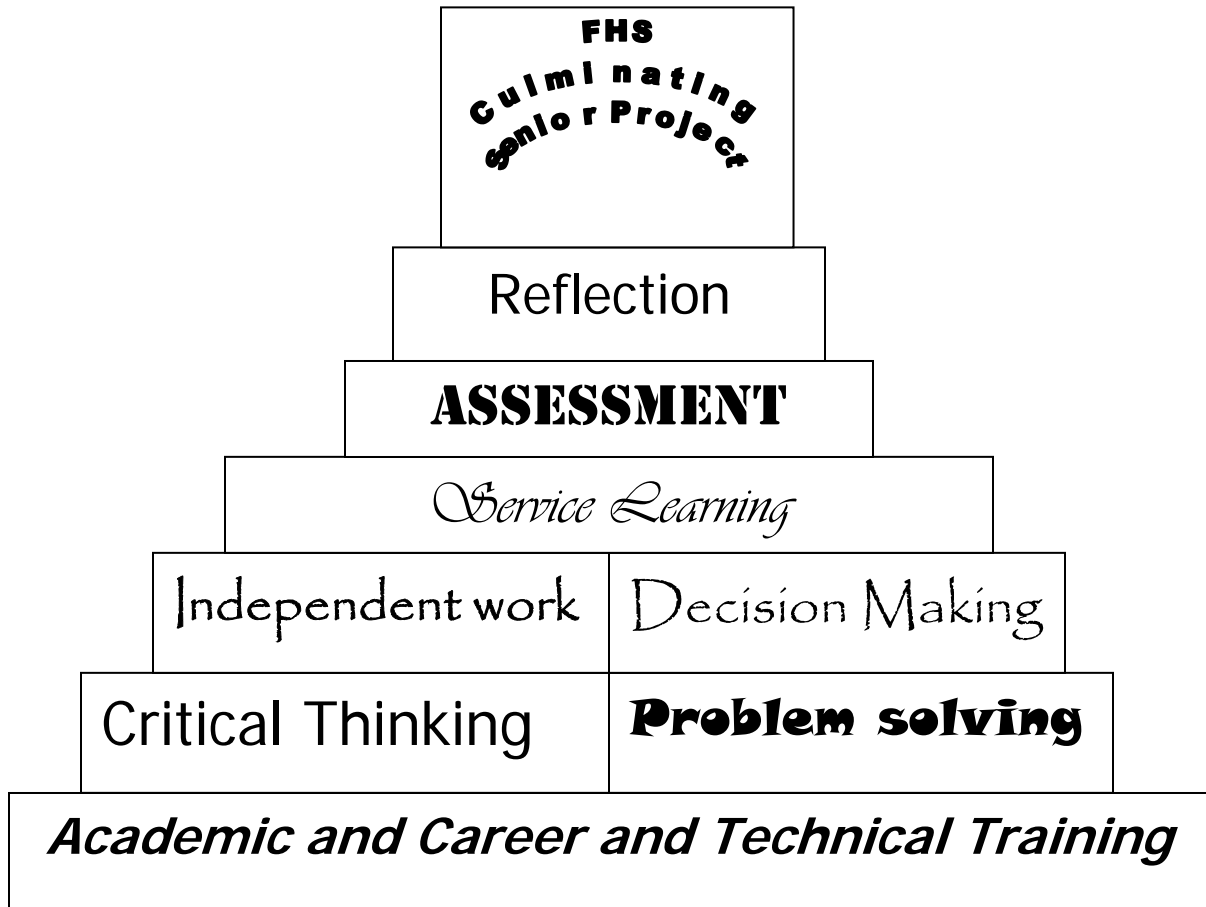 FHS
Culminating
Senior Project
Reflection
ASSESSMENT
Service Learning
Independent work
Decision Making
Critical Thinking
Problem solving
Academic and Career and Technical Training